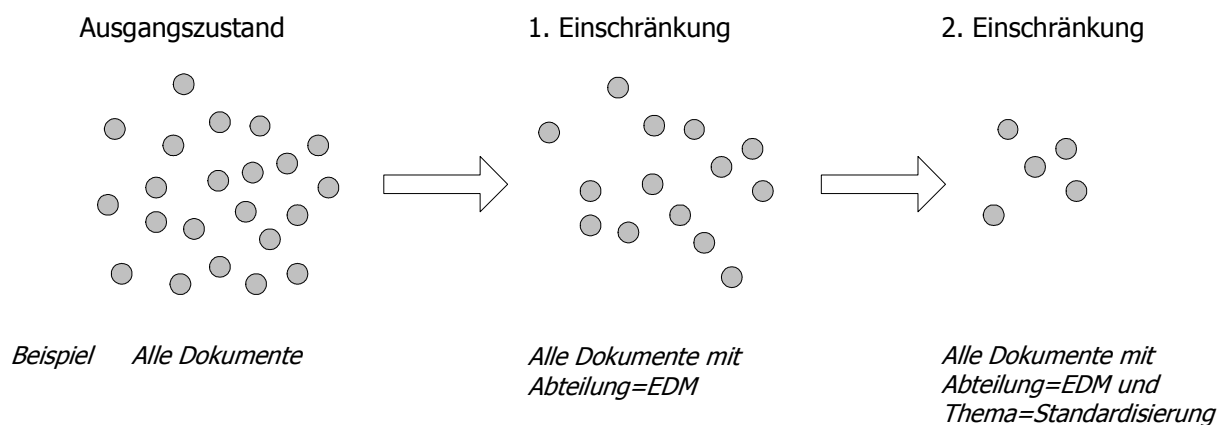 Ausgangszustand
1. Einschränkung
2. Einschränkung
Beispiel
Alle Dokumente
Alle Dokumente mit
Abteilung=EDM
Alle Dokumente mit
Abteilung=EDM und
Thema=Standardisierung